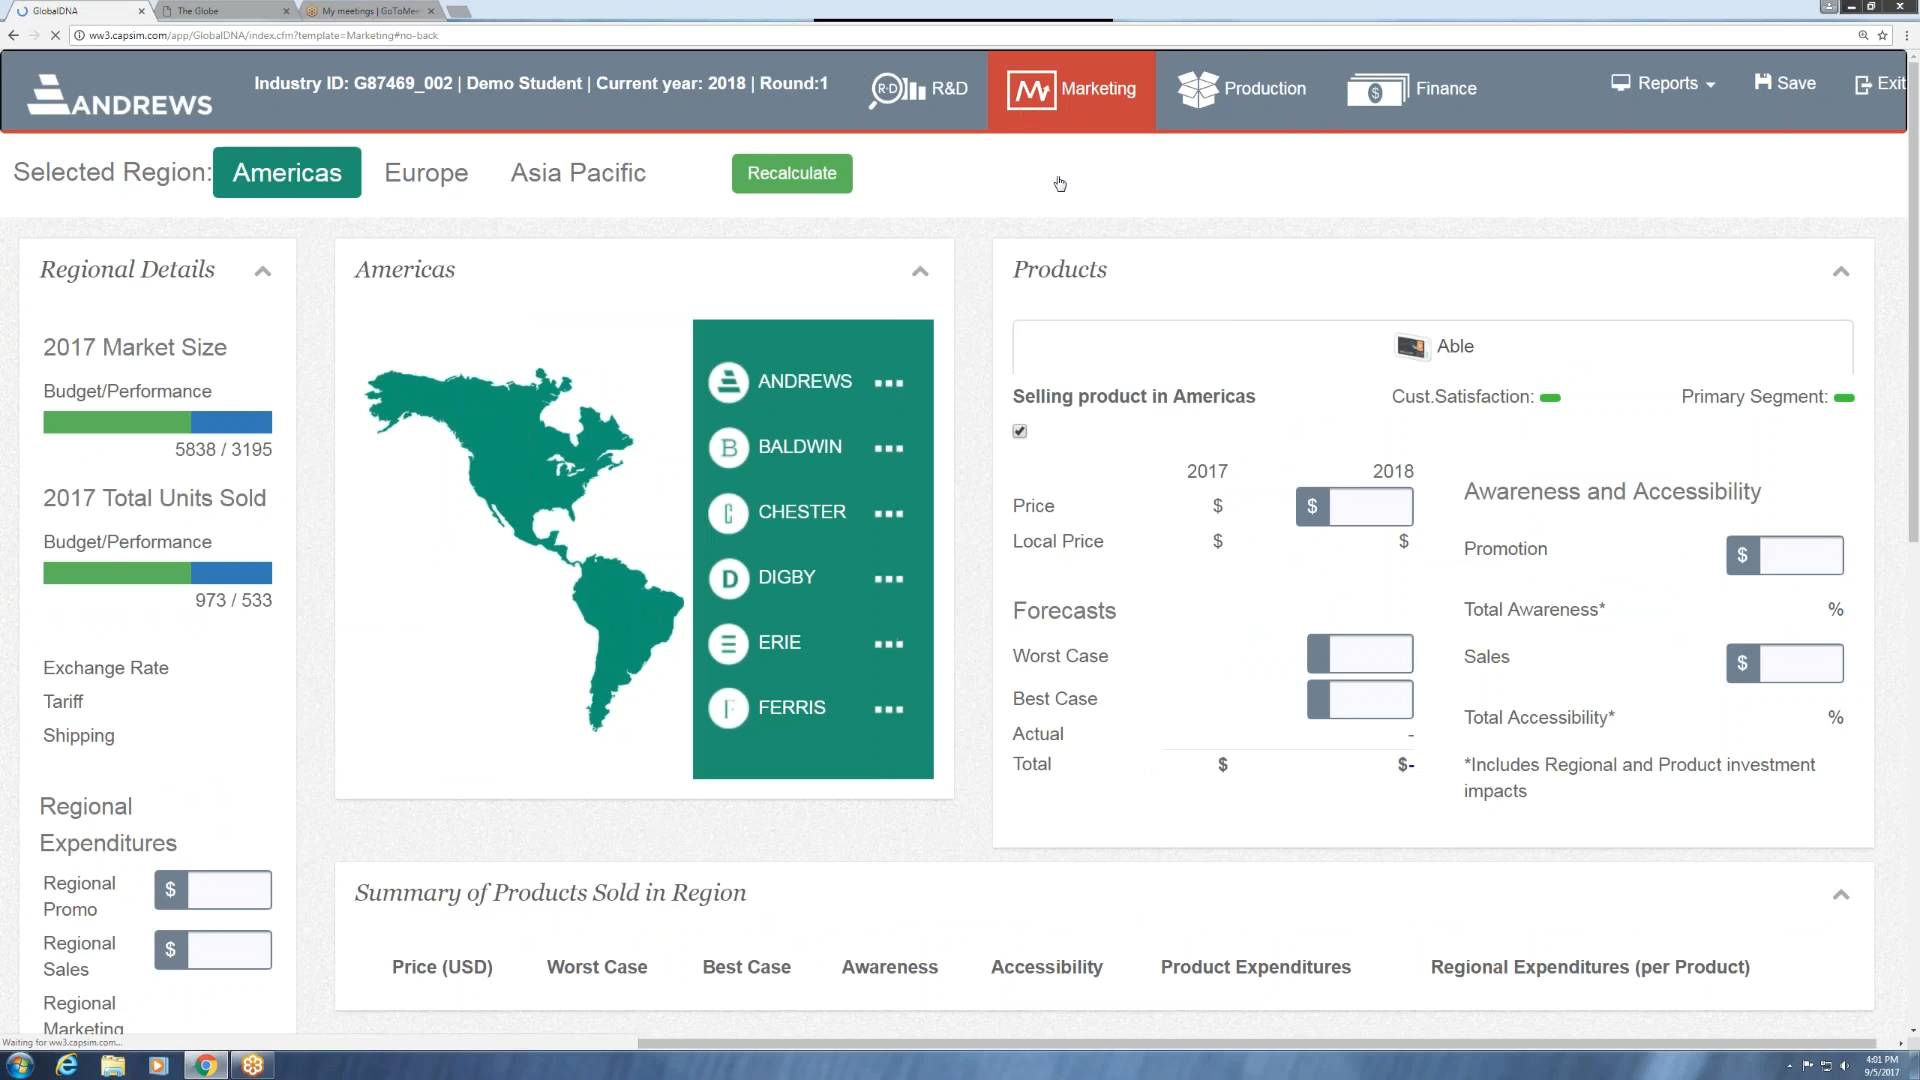 GlobalDNA
The Globe
My meetings | GoToMee
ww3.capsim.com/app/GlobalDNA/index.cfm?template=Marketing#no-back
ANDREWS
Industry ID: G87469_002 | Demo Student | Current year: 2018 | Round:1
R&D
Marketing
Production
Finance
Reports
Save
Exit
Selected Region:
Americas
Europe
Asia Pacific
Recalculate
Regional Details
2017 Market Size
Budget/Performance
5838 / 3195
2017 Total Units Sold
Budget/Performance
973 / 533
Exchange Rate
Tariff
Shipping
Regional
Expenditures
Regional
Promo
$
Regional
Sales
$
Regional
Marketing
Americas
ANDREWS
B BALDWIN
C CHESTER
D DIGBY
E ERIE
F FERRIS
Products
Able
Selling product in Americas
Cust.Satisfaction:
Primary Segment:
2017 2018
Price $ $
Local Price $ $
Forecasts
Worst Case
Best Case
Actual -
Total $ $-
Awareness and Accessibility
Promotion $
Total Awareness* %
Sales $
Total Accessibility* %
*Includes Regional and Product investment
impacts
Summary of Products Sold in Region
Price (USD) Worst Case Best Case Awareness Accessibility Product Expenditures Regional Expenditures (per Product)
Waiting for ww3.capsim.com...
4:01 PM
9/5/2017